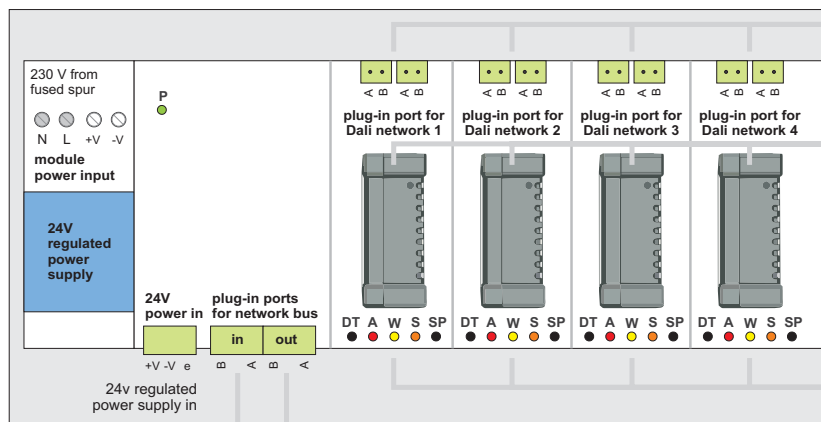 230 V from
fused spur
N L +V -V
module
power input
24V
regulated
power
supply
P
24V
power in
+V -V e
24v regulated
power supply in
plug-in ports
for network bus
in out
B A B A
A B A B
plug-in port for
Dali network 1
DT A W S SP
A B A B
plug-in port for
Dali network 2
DT A W S SP
A B A B
plug-in port for
Dali network 3
DT A W S SP
A B A B
plug-in port for
Dali network 4
DT A W S SP